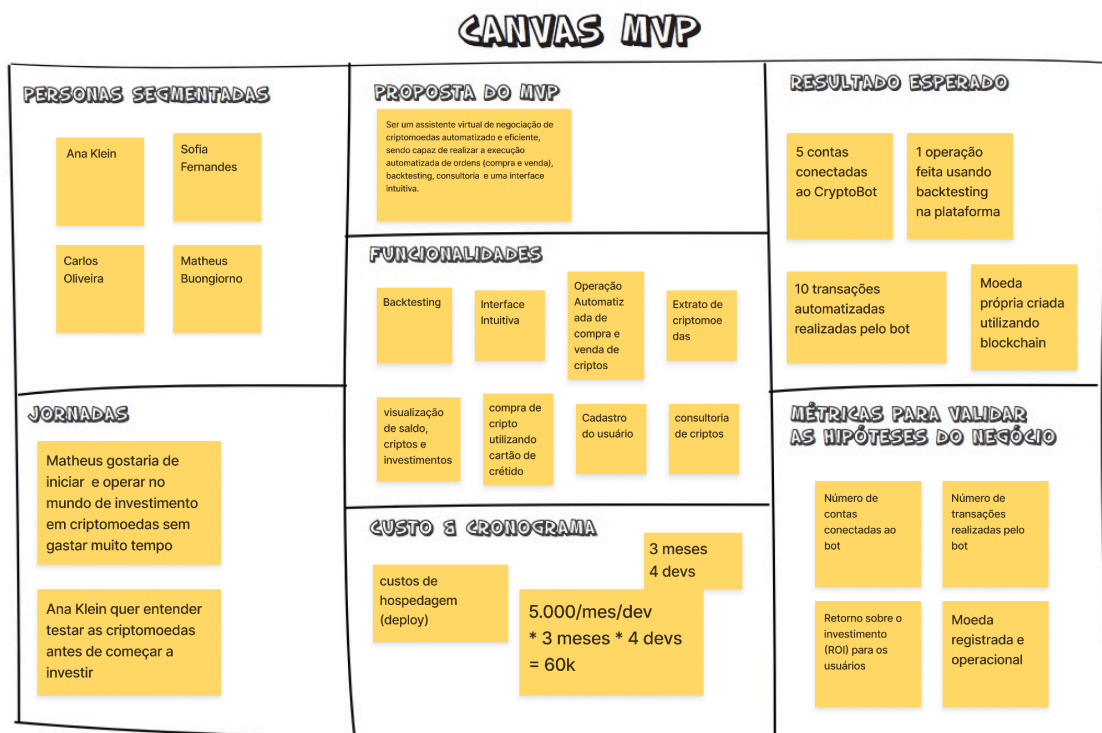 CANVAS MVP
PERSONAS SEGMENTADAS
Ana Klein
Sofia
Fernandes
Carlos
Oliveira
Matheus
Buongiorno
JORNADAS
Matheus gostaria de
iniciar e operar no
mundo de investimento
em criptomoedas sem
gastar muito tempo
Ana Klein quer entender
testar as criptomoedas
antes de começar a
investir
PROPOSTA DO MVP
Ser um assistente virtual de negociação de
criptomoedas automatizado e eficiente,
sendo capaz de realizar a execução
automatizada de ordens (compra e venda),
backtesting, consultoria e uma interface
intuitiva.
FUNCIONALIDADES
Backtesting
Interface
Intuitiva
Operação
Automatiz
ada de
compra e
venda de
criptos
Extrato de
criptomoe
das
visualização
de saldo,
criptos e
investimentos
compra de
cripto
utilizando
cartão de
crétido
Cadastro
do usuário
consultoria
de criptos
CUSTO & CRONOGRAMA
custos de
hospedagem
(deploy)
3 meses
4 devs
5.000/mes/dev
* 3 meses * 4 devs
= 60k
RESULTADO ESPERADO
5 contas
conectadas
ao CryptoBot
1 operação
feita usando
backtesting
na plataforma
10 transações
automatizadas
realizadas pelo bot
Moeda
própria criada
utilizando
blockchain
MÉTRICAS PARA VALIDAR
AS HIPÓTESES DO NEGÓCIO
Número de
contas
conectadas ao
bot
Número de
transações
realizadas pelo
bot
Retorno sobre o
investimento
(ROI) para os
usuários
Moeda
registrada e
operacional